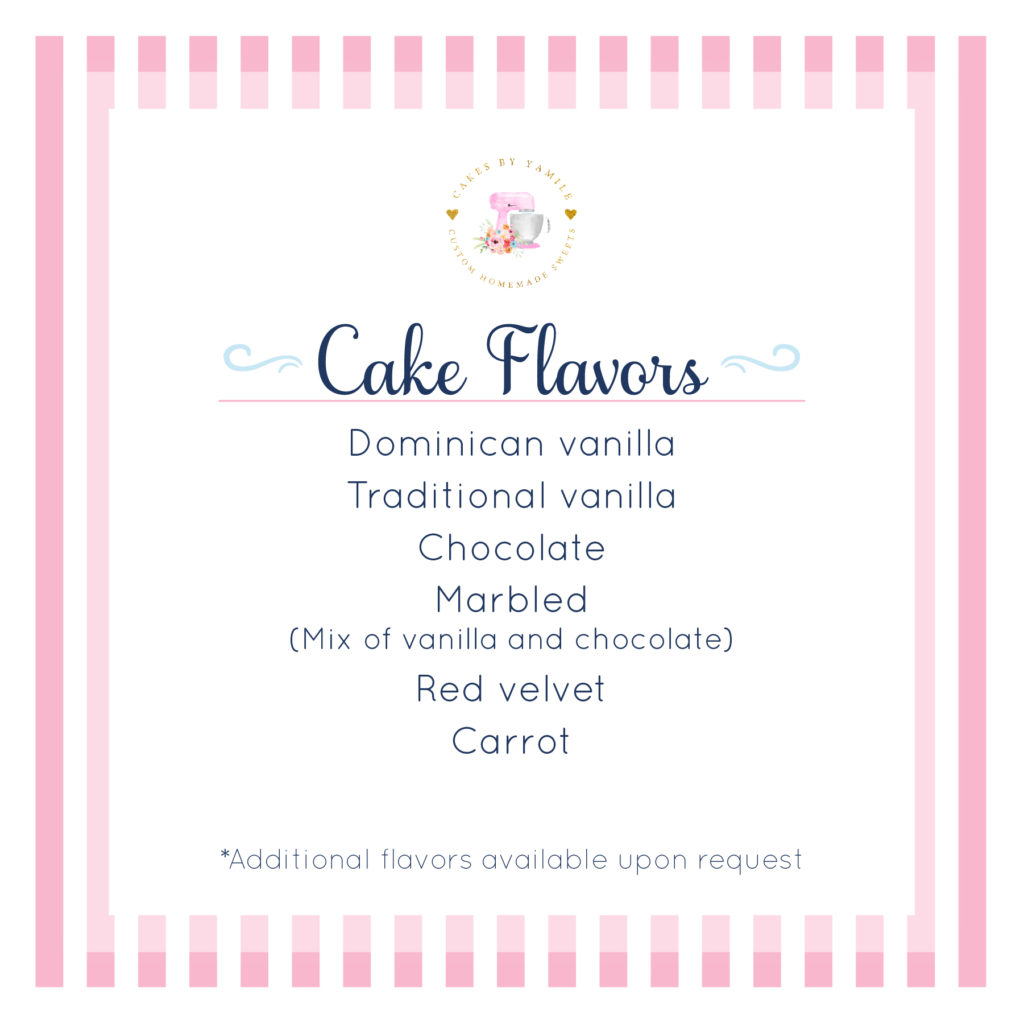 CAKES BY YAMILE
CUSTOM HOMEMADE SWEETS
Cake Flavors
Dominican vanilla
Traditional vanilla
Chocolate
Marbled
(Mix of vanilla and chocolate)
Red velvet
Carrot
*Additional flavors available upon request